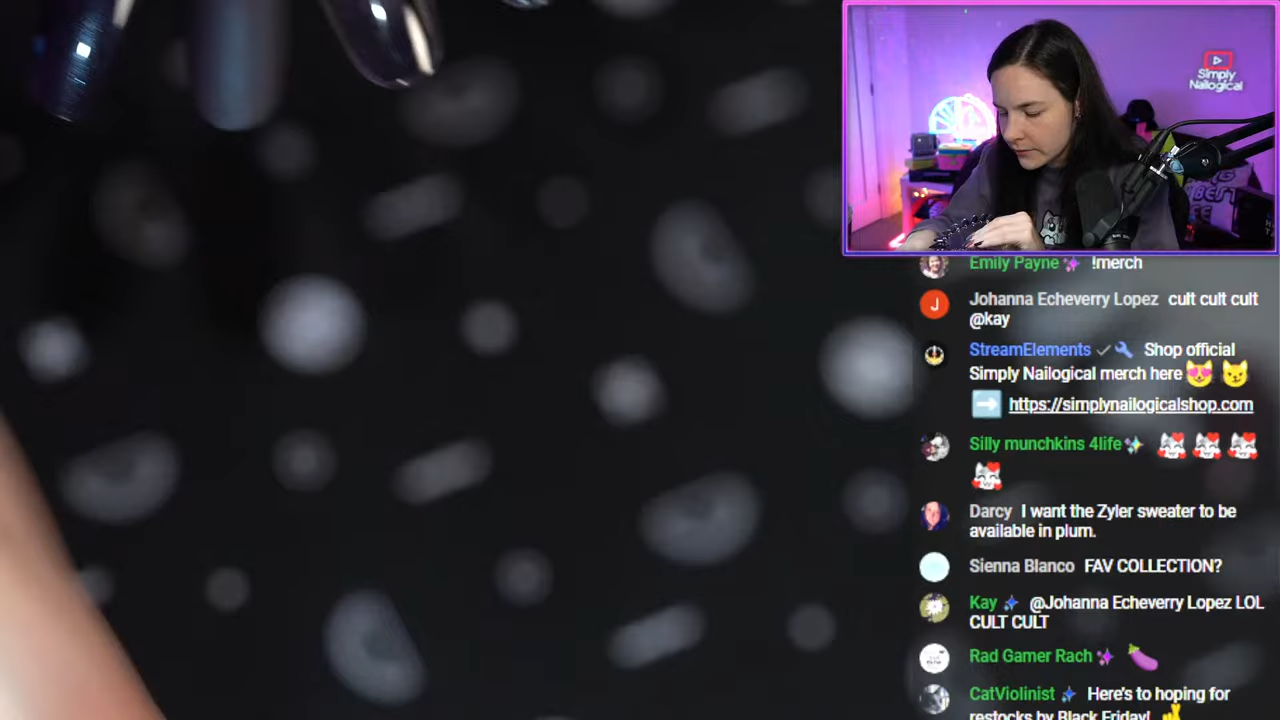 Simply
Nailogical
Emily Payne !merch
Johanna Echeverry Lopez cult cult cult
@kay
StreamElements Shop official
Simply Nailogical merch here
https://simplynailogicalshop.com
Silly munchkins 4life
Darcy I want the Zyler sweater to be
available in plum.
Sienna Blanco FAV COLLECTION?
Kay @Johanna Echeverry Lopez LOL
CULT CULT
Rad Gamer Rach
CatViolinist Here's to hoping for
restocks by Black Friday!